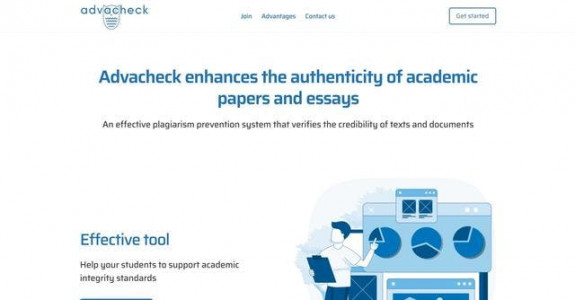 advacheck
Join Advantages Contact us
Get started
Advacheck enhances the authenticity of academic
papers and essays
An effective plagiarism prevention system that verifies the credibility of texts and documents
Effective tool
Help your students to support academic
integrity standards